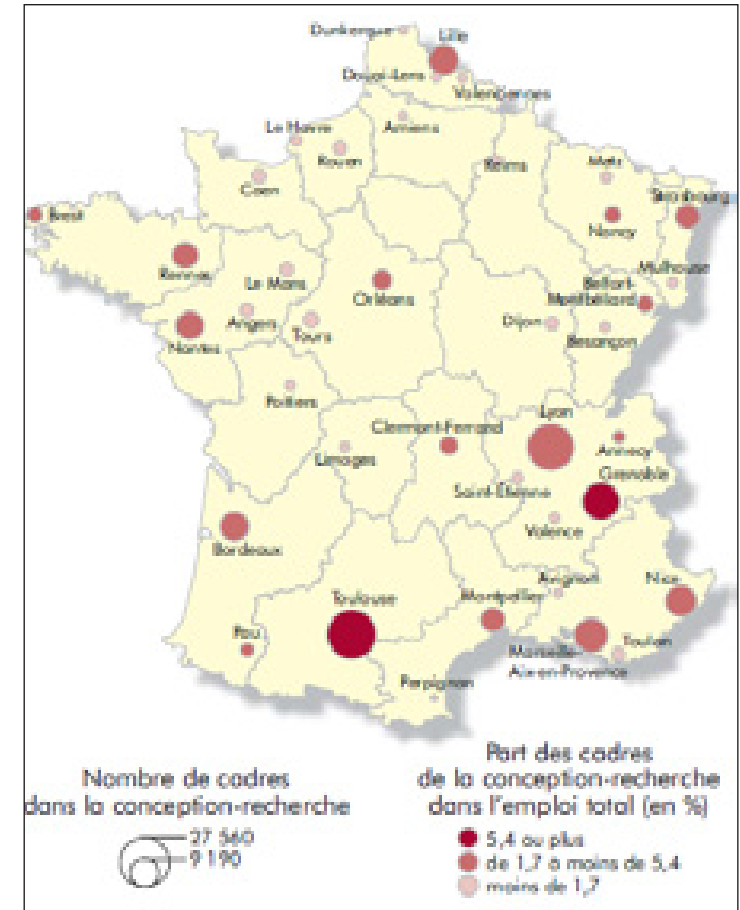 Dunkerque
Lille
Douai-Lens
Valenciennes
Le Havre
Amiens
Rouen
Reims
Metz
Caen
Strasbourg
Brest
Nancy
Rennes
Le Mans
Orléans
Mulhouse
Belfort-
Montbéliard
Angers
Tours
Dijon
Besançon
Nantes
Poitiers
Lyon
Clermont-Ferrand
Annecy
Limoges
Grenoble
Saint-Étienne
Valence
Bordeaux
Avignon
Nice
Toulouse
Montpellier
Pau
Toulon
Marseille-
Aix-en-Provence
Perpignan
Nombre de cadres
dans la conception-recherche
27 560
9 190
Part des cadres
de la conception-recherche
dans l'emploi total (en %)
5,4 ou plus
de 1,7 à moins de 5,4
moins de 1,7